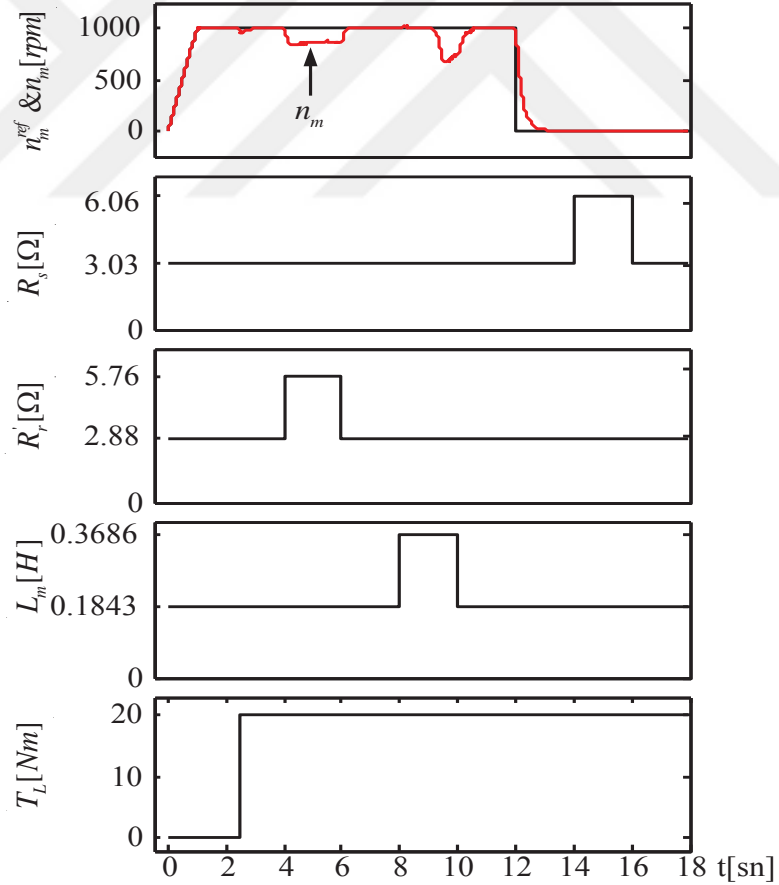 n_m^ref & n_m [rpm]
1000
500
0
n_m
R_s [Ω]
6.06
3.03
0
R_r' [Ω]
5.76
2.88
0
L_m [H]
0.3686
0.1843
0
T_L [Nm]
20
10
0
0 2 4 6 8 10 12 14 16 18 t[sn]